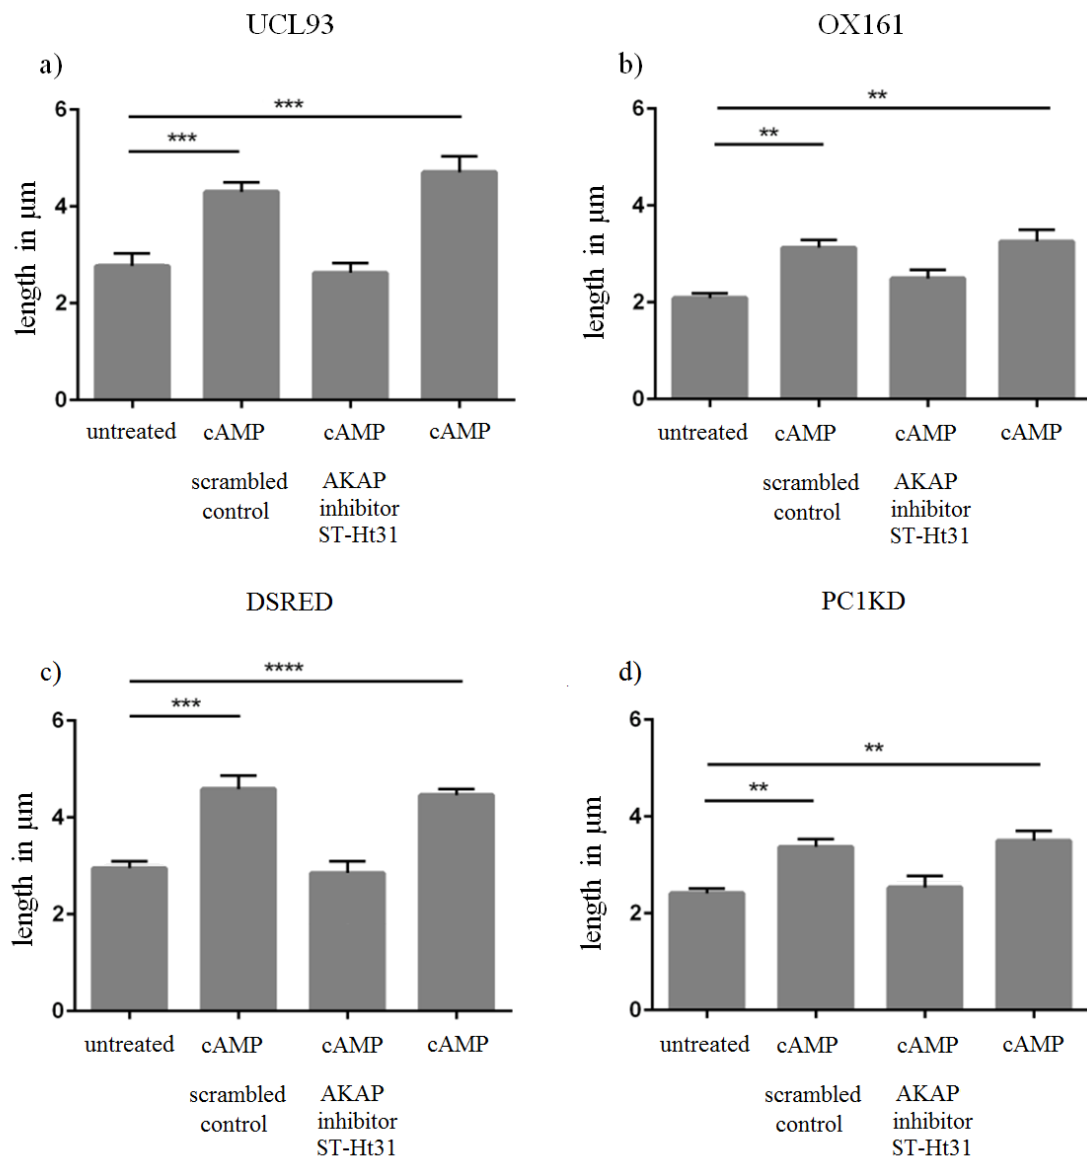 UCL93
a)
***
***
6
4
2
0
length in µm
untreated
cAMP
cAMP
cAMP
scrambled
control
AKAP
inhibitor
ST-Ht31
OX161
b)
**
**
6
4
2
0
length in µm
untreated
cAMP
cAMP
cAMP
scrambled
control
AKAP
inhibitor
ST-Ht31
DSRED
c)
****
***
6
4
2
0
length in µm
untreated
cAMP
cAMP
cAMP
scrambled
control
AKAP
inhibitor
ST-Ht31
PC1KD
d)
**
**
6
4
2
0
length in µm
untreated
cAMP
cAMP
cAMP
scrambled
control
AKAP
inhibitor
ST-Ht31